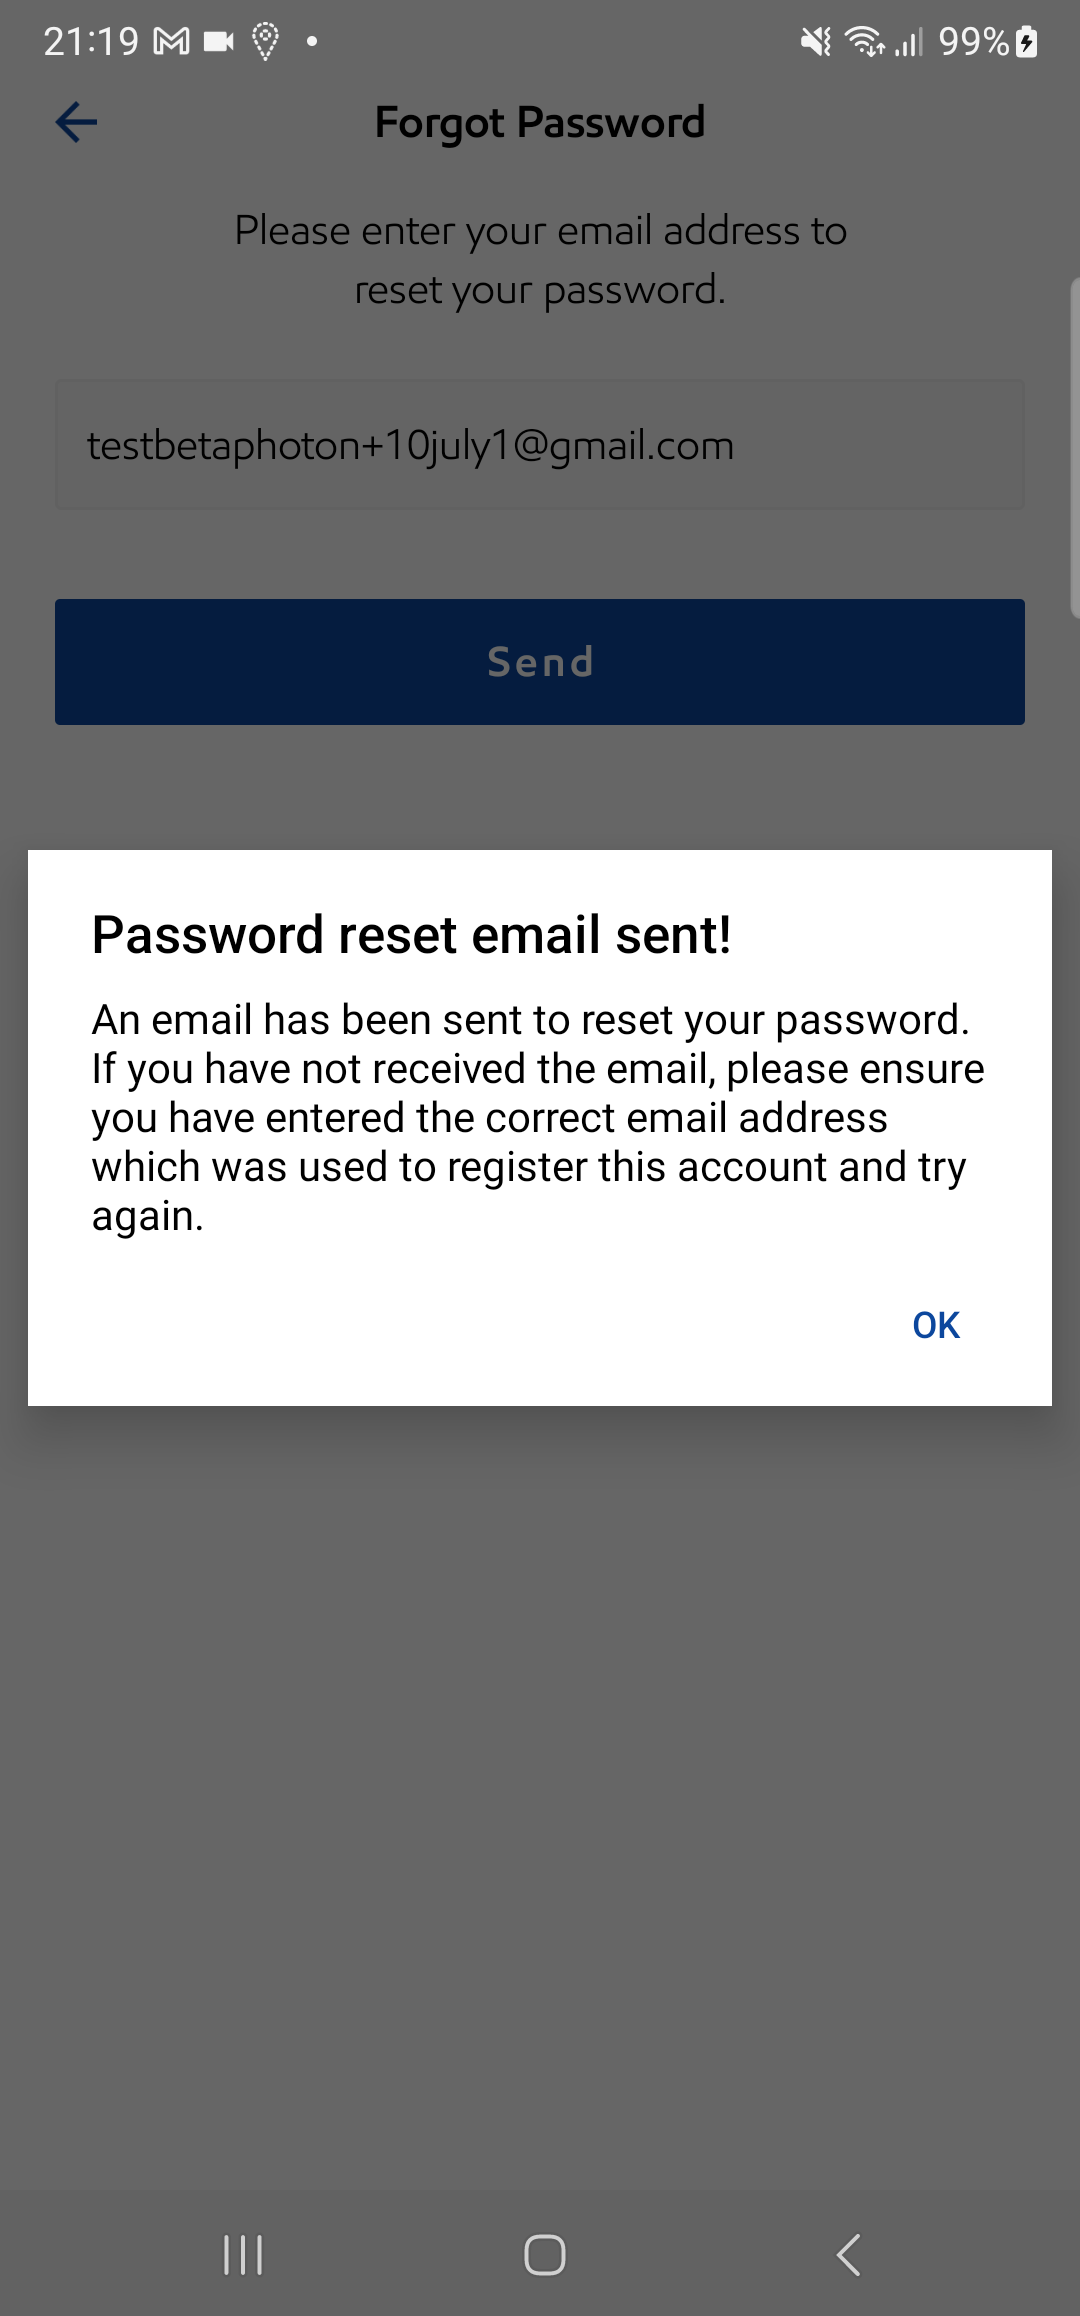 21:19
99%
Forgot Password
Please enter your email address to
reset your password.
testbetaphoton+10july1@gmail.com
Send
Password reset email sent!
An email has been sent to reset your password.
If you have not received the email, please ensure
you have entered the correct email address
which was used to register this account and try
again.
OK